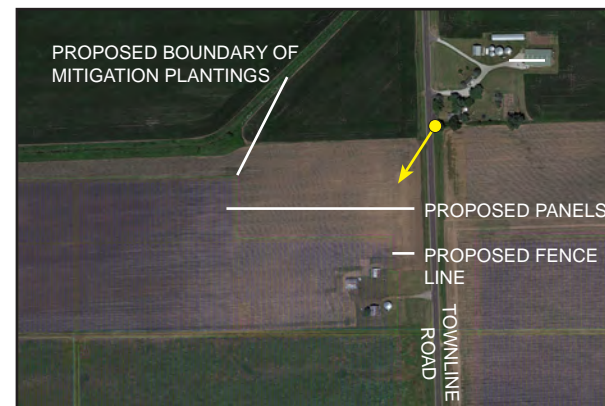 PROPOSED BOUNDARY OF
MITIGATION PLANTINGS
PROPOSED PANELS
PROPOSED FENCE
LINE
TOWNLINE
ROAD